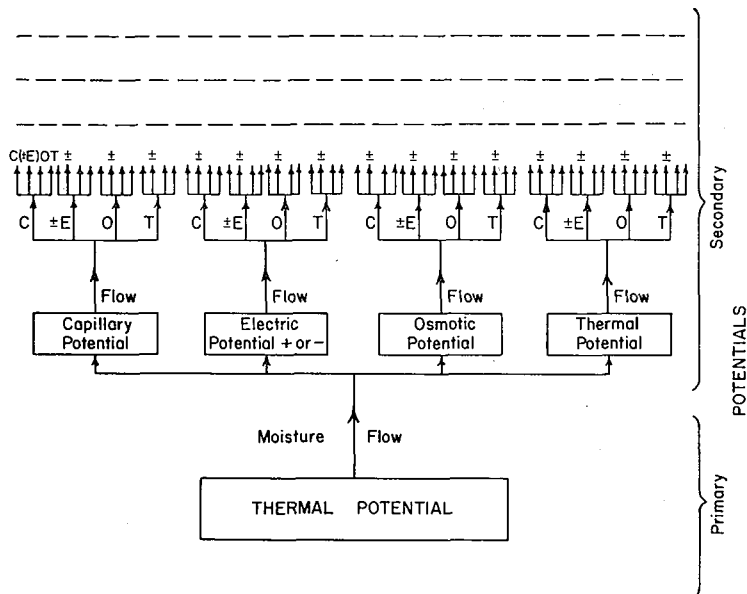 C(±E)OT ± ± ± ± ± ± ± ± ± ± ± ± ± ± ±
C ±E O T C ±E O T C ±E O T C ±E O T
Flow Flow Flow Flow
Capillary
Potential
Electric
Potential + or –
Osmotic
Potential
Thermal
Potential
Moisture Flow
THERMAL POTENTIAL
Secondary
Primary
POTENTIALS